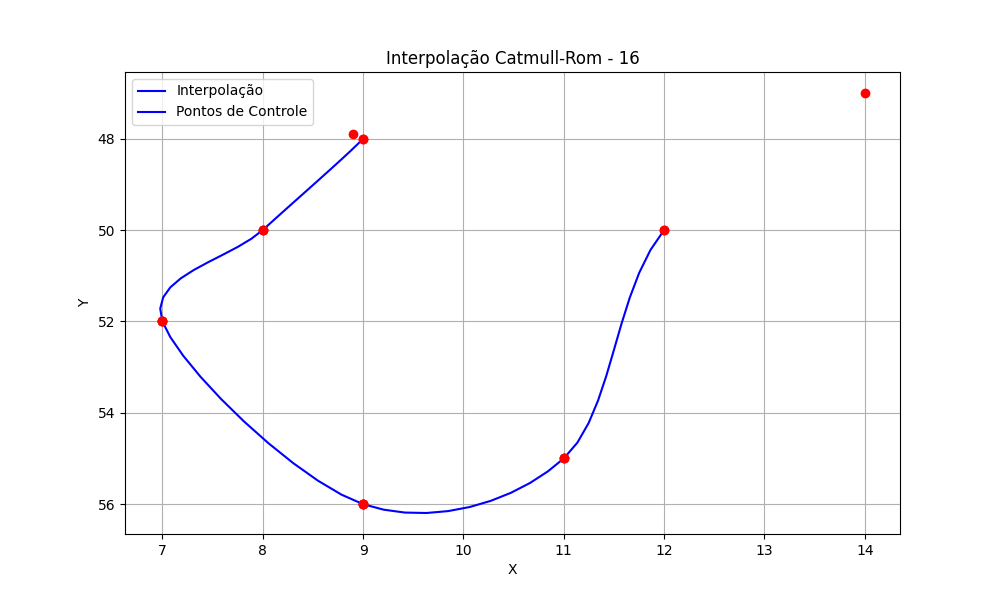 Interpolação Catmull-Rom - 16
Interpolação
Pontos de Controle
48
50
52
54
56
Y
7 8 9 10 11 12 13 14
X